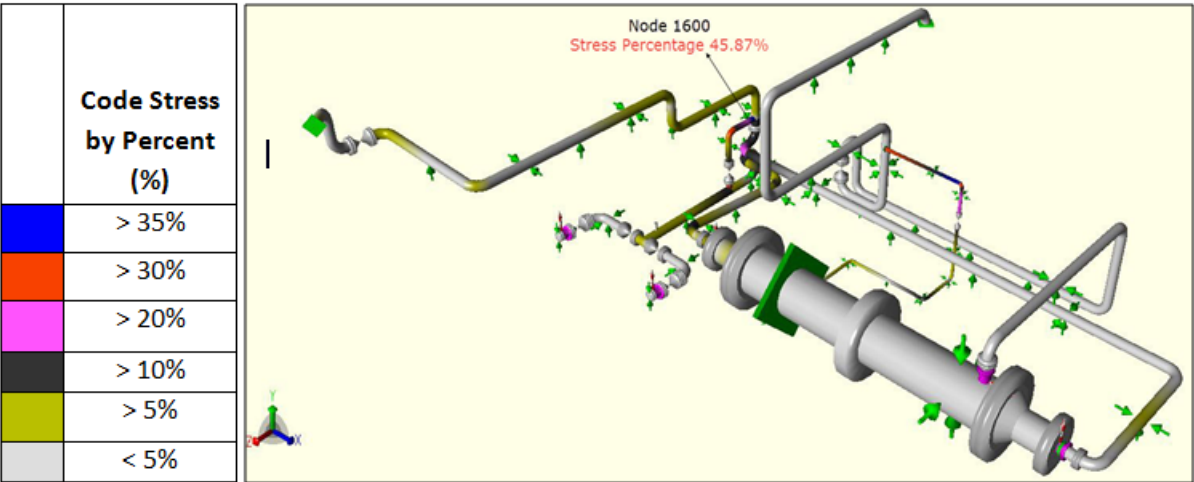 Code Stress
by Percent
(%)
> 35%
> 30%
> 20%
> 10%
> 5%
< 5%
Node 1600
Stress Percentage 45.87%
Y
Z
X